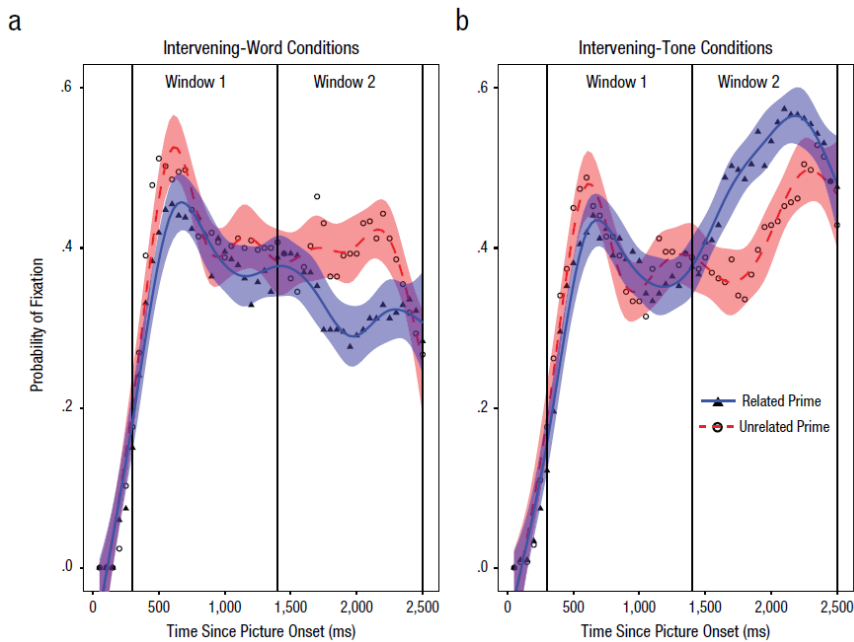 a
Intervening-Word Conditions
Window 1
Window 2
.6
.4
.2
.0
Probability of Fixation
0
500
1,000
1,500
2,000
2,500
Time Since Picture Onset (ms)
b
Intervening-Tone Conditions
Window 1
Window 2
.6
.4
.2
.0
Related Prime
Unrelated Prime
0
500
1,000
1,500
2,000
2,500
Time Since Picture Onset (ms)